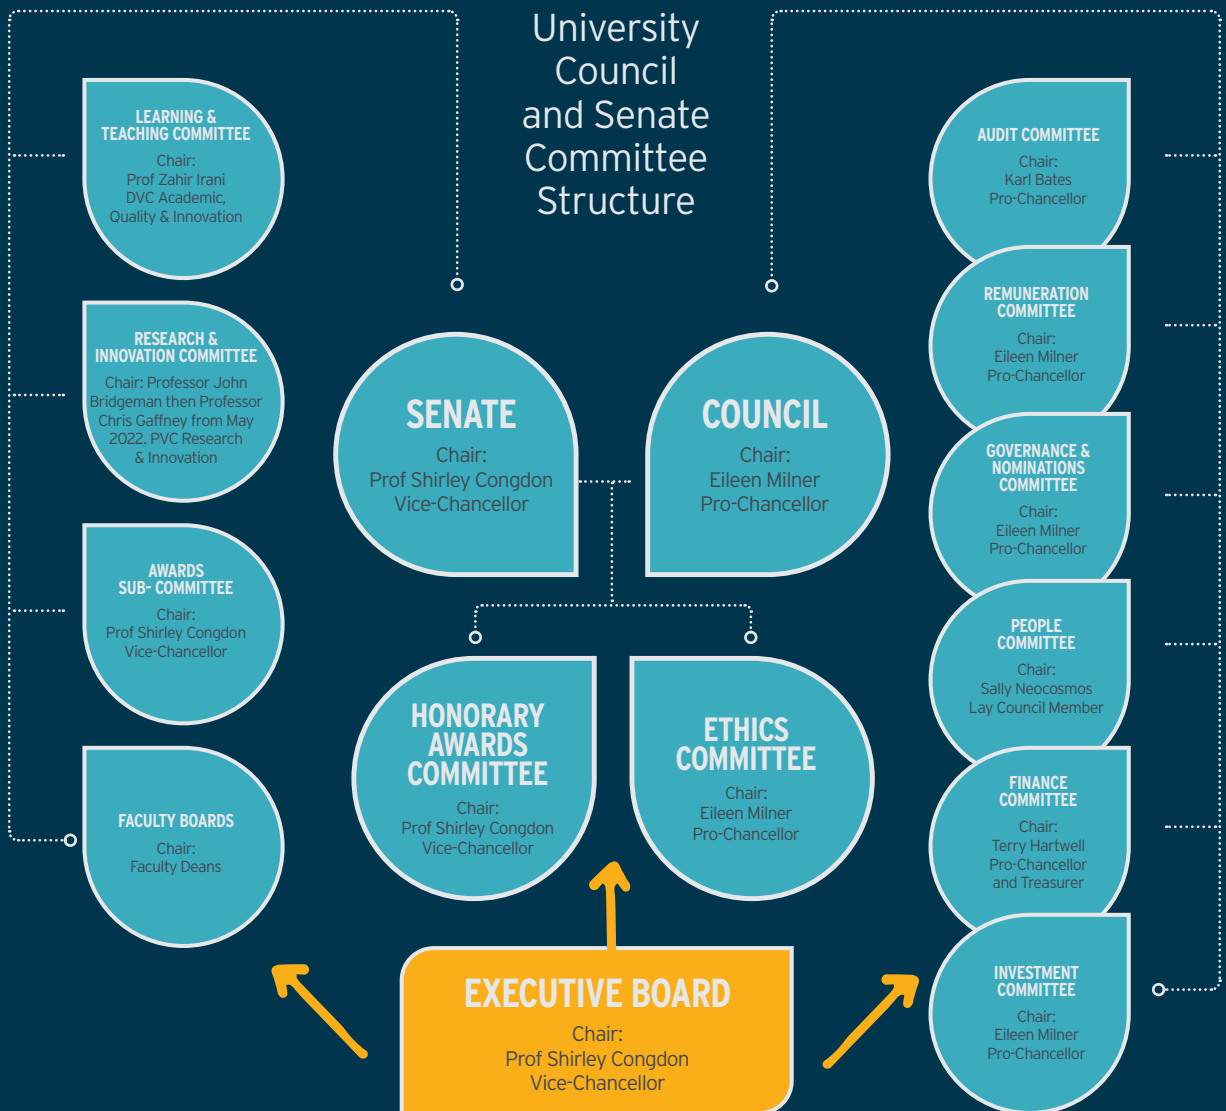 University
Council
and Senate
Committee
Structure
LEARNING &
TEACHING COMMITTEE
Chair:
Prof Zahir Irani
DVC Academic,
Quality & Innovation
RESEARCH &
INNOVATION COMMITTEE
Chair: Professor John
Bridgeman then Professor
Chris Gaffney from May
2022. PVC Research
& Innovation
AWARDS
SUB- COMMITTEE
Chair:
Prof Shirley Congdon
Vice-Chancellor
FACULTY BOARDS
Chair:
Faculty Deans
SENATE
Chair:
Prof Shirley Congdon
Vice-Chancellor
COUNCIL
Chair:
Eileen Milner
Pro-Chancellor
HONORARY
AWARDS
COMMITTEE
Chair:
Prof Shirley Congdon
Vice-Chancellor
ETHICS
COMMITTEE
Chair:
Eileen Milner
Pro-Chancellor
EXECUTIVE BOARD
Chair:
Prof Shirley Congdon
Vice-Chancellor
AUDIT COMMITTEE
Chair:
Karl Bates
Pro-Chancellor
REMUNERATION
COMMITTEE
Chair:
Eileen Milner
Pro-Chancellor
GOVERNANCE &
NOMINATIONS
COMMITTEE
Chair:
Eileen Milner
Pro-Chancellor
PEOPLE
COMMITTEE
Chair:
Sally Neocosmos
Lay Council Member
FINANCE
COMMITTEE
Chair:
Terry Hartwell
Pro-Chancellor
and Treasurer
INVESTMENT
COMMITTEE
Chair:
Eileen Milner
Pro-Chancellor